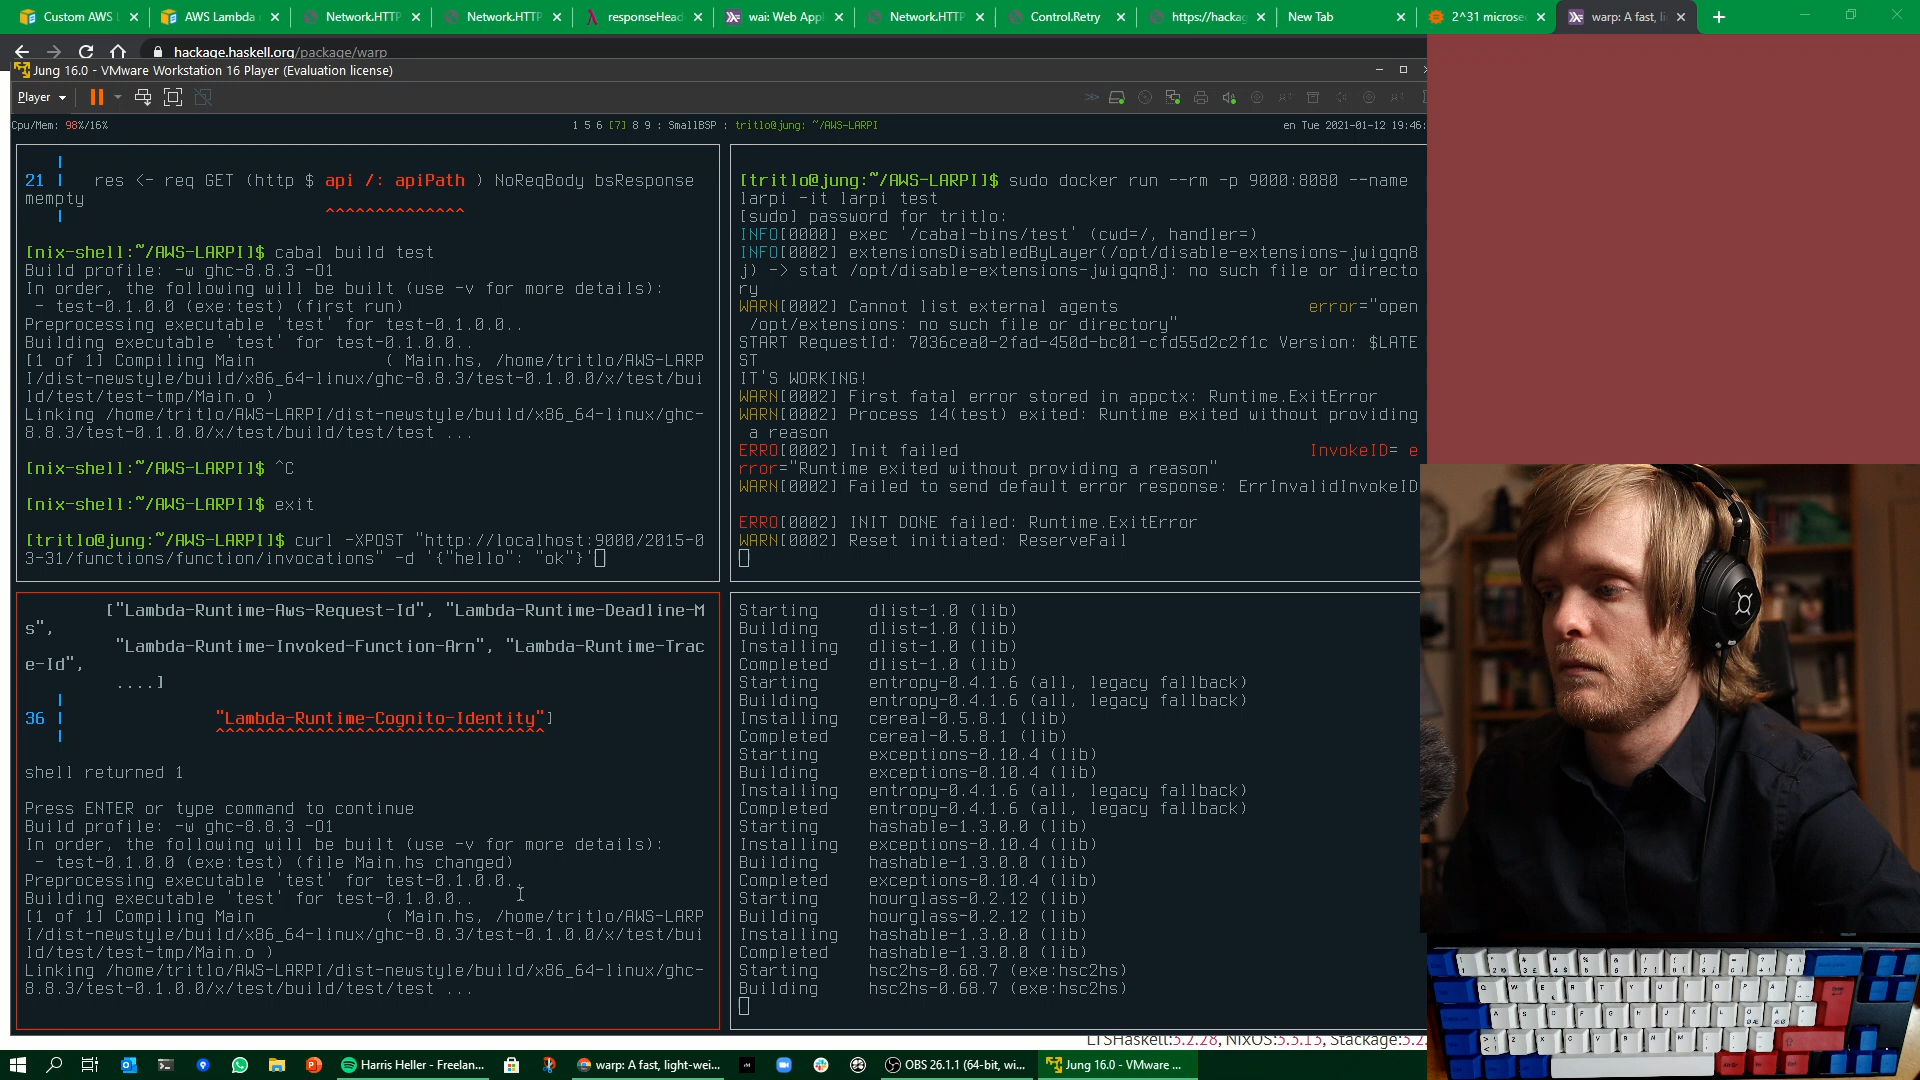 Custom AWS L
AWS Lambda r
Network.HTTP.
Network.HTTP
responseHead
wai: Web Appl
Network.HTTP
Control.Retry
https://hackag
New Tab
2^31 microsec
warp: A fast, li
hackage.haskell.org/package/warp
Jung 16.0 - VMware Workstation 16 Player (Evaluation license)
Player
Cpu/Mem: 98%/16%
1 5 6 [7] 8 9 : SmallBSP : tritlo@jung: ~/AWS-LARPI
en Tue 2021-01-12 19:46:
21 |    res <- req GET (http $ api /: apiPath ) NoReqBody bsResponse
mempty
^^^^^^^^^^^^^^
[nix-shell:~/AWS-LARPI]$ cabal build test
Build profile: -w ghc-8.8.3 -O1
In order, the following will be built (use -v for more details):
 - test-0.1.0.0 (exe:test) (first run)
Preprocessing executable 'test' for test-0.1.0.0..
Building executable 'test' for test-0.1.0.0..
[1 of 1] Compiling Main             ( Main.hs, /home/tritlo/AWS-LARP
I/dist-newstyle/build/x86_64-linux/ghc-8.8.3/test-0.1.0.0/x/test/bui
ld/test/test-tmp/Main.o )
Linking /home/tritlo/AWS-LARPI/dist-newstyle/build/x86_64-linux/ghc-
8.8.3/test-0.1.0.0/x/test/build/test/test ...
[nix-shell:~/AWS-LARPI]$ ^C
[nix-shell:~/AWS-LARPI]$ exit
[tritlo@jung:~/AWS-LARPI]$ curl -XPOST "http://localhost:9000/2015-0
3-31/functions/function/invocations" -d '{"hello": "ok"}'
[tritlo@jung:~/AWS-LARPI]$ sudo docker run --rm -p 9000:8080 --name
larpi -it larpi test
[sudo] password for tritlo:
INFO[0000] exec '/cabal-bins/test' (cwd=/, handler=)
INFO[0002] extensionsDisabledByLayer(/opt/disable-extensions-jwigqn8
j) -> stat /opt/disable-extensions-jwigqn8j: no such file or directo
ry
WARN[0002] Cannot list external agents                   error="open
 /opt/extensions: no such file or directory"
START RequestId: 7036cea0-2fad-450d-bc01-cfd55d2c2f1c Version: $LATE
ST
IT'S WORKING!
WARN[0002] First fatal error stored in appctx: Runtime.ExitError
WARN[0002] Process 14(test) exited: Runtime exited without providing
 a reason
ERRO[0002] Init failed                                   InvokeID= e
rror="Runtime exited without providing a reason"
WARN[0002] Failed to send default error response: ErrInvalidInvokeID
ERRO[0002] INIT DONE failed: Runtime.ExitError
WARN[0002] Reset initiated: ReserveFail
["Lambda-Runtime-Aws-Request-Id", "Lambda-Runtime-Deadline-M
s",
"Lambda-Runtime-Invoked-Function-Arn", "Lambda-Runtime-Trac
e-Id",
....]
36 |                "Lambda-Runtime-Cognito-Identity"]
^^^^^^^^^^^^^^^^^^^^^^^^^^^^^^^^^
shell returned 1
Press ENTER or type command to continue
Build profile: -w ghc-8.8.3 -O1
In order, the following will be built (use -v for more details):
 - test-0.1.0.0 (exe:test) (file Main.hs changed)
Preprocessing executable 'test' for test-0.1.0.0..
Building executable 'test' for test-0.1.0.0..
[1 of 1] Compiling Main             ( Main.hs, /home/tritlo/AWS-LARP
I/dist-newstyle/build/x86_64-linux/ghc-8.8.3/test-0.1.0.0/x/test/bui
ld/test/test-tmp/Main.o )
Linking /home/tritlo/AWS-LARPI/dist-newstyle/build/x86_64-linux/ghc-
8.8.3/test-0.1.0.0/x/test/build/test/test ...
Starting     dlist-1.0 (lib)
Building     dlist-1.0 (lib)
Installing   dlist-1.0 (lib)
Completed    dlist-1.0 (lib)
Starting     entropy-0.4.1.6 (all, legacy fallback)
Building     entropy-0.4.1.6 (all, legacy fallback)
Installing   cereal-0.5.8.1 (lib)
Completed    cereal-0.5.8.1 (lib)
Starting     exceptions-0.10.4 (lib)
Building     exceptions-0.10.4 (lib)
Installing   entropy-0.4.1.6 (all, legacy fallback)
Completed    entropy-0.4.1.6 (all, legacy fallback)
Starting     hashable-1.3.0.0 (lib)
Installing   exceptions-0.10.4 (lib)
Building     hashable-1.3.0.0 (lib)
Completed    exceptions-0.10.4 (lib)
Starting     hourglass-0.2.12 (lib)
Building     hourglass-0.2.12 (lib)
Installing   hashable-1.3.0.0 (lib)
Completed    hashable-1.3.0.0 (lib)
Starting     hsc2hs-0.68.7 (exe:hsc2hs)
Building     hsc2hs-0.68.7 (exe:hsc2hs)
LTSHaskell:3.2.28, NixOS:3.3.13, Stackage:3.2.
Harris Heller - Freelan...
warp: A fast, light-wei...
OBS 26.1.1 (64-bit, wi...
Jung 16.0 - VMware ...